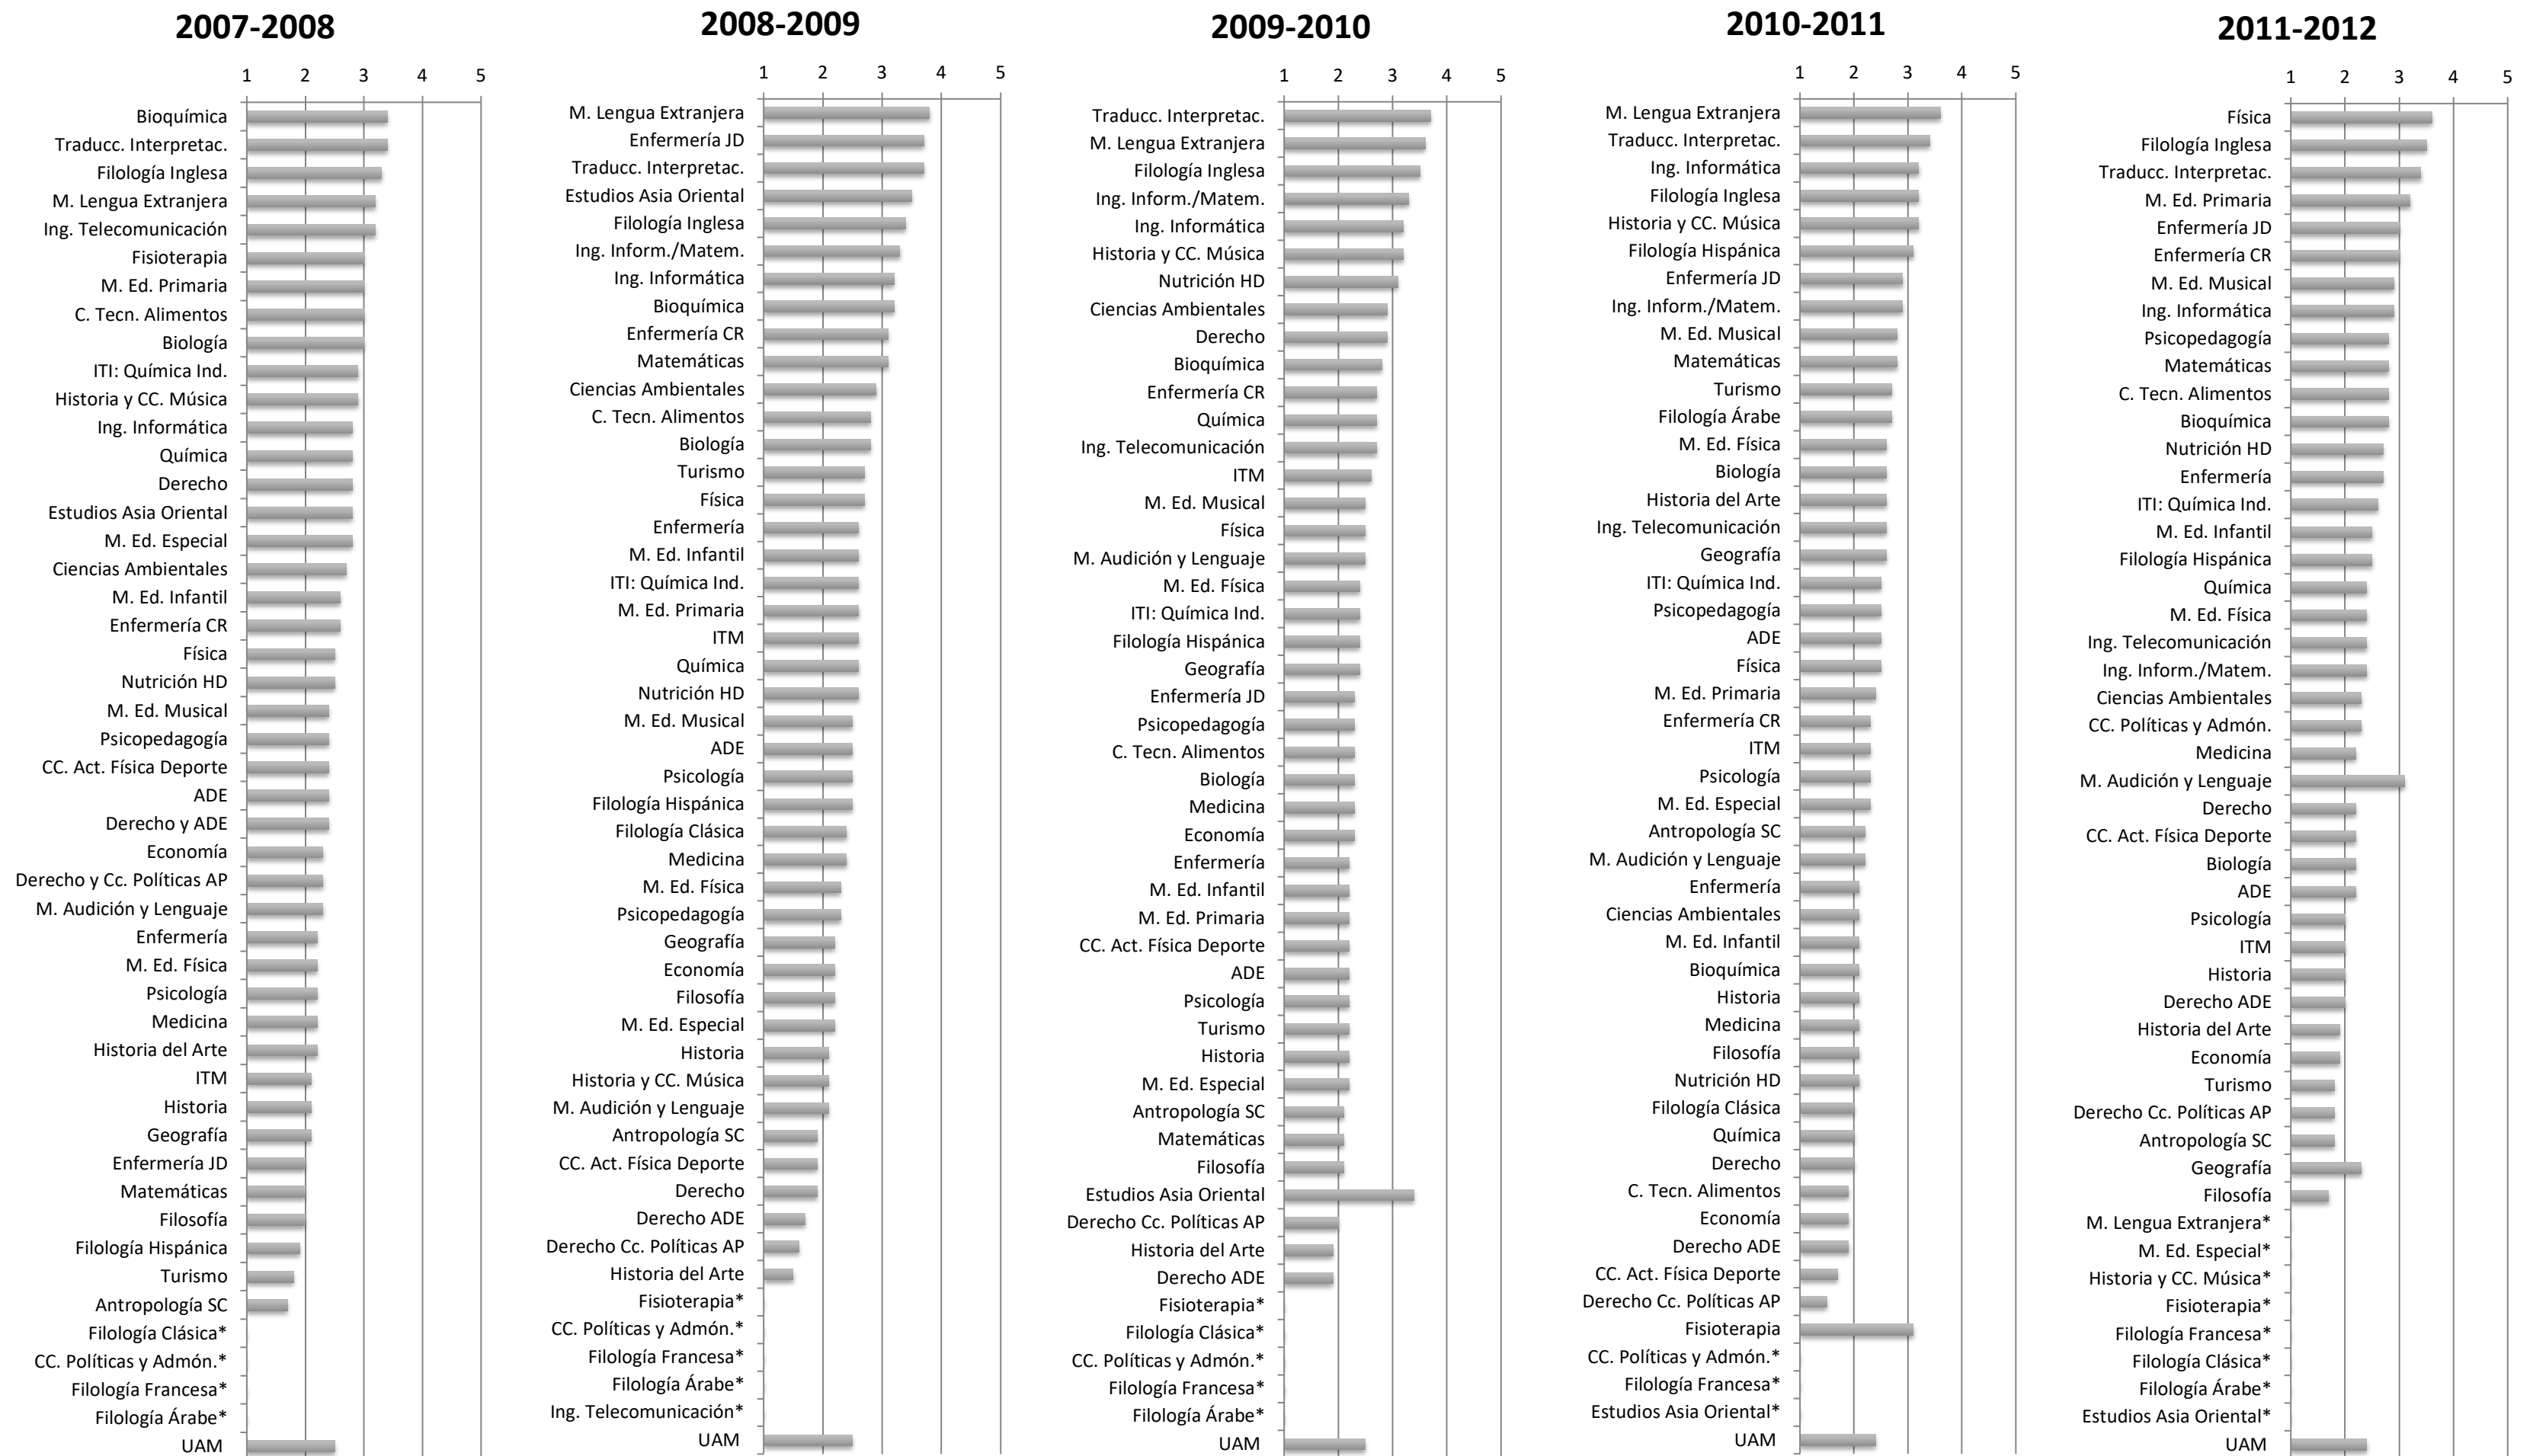 2007-2008
1 2 3 4 5
Bioquímica
Traducc. Interpretac.
Filología Inglesa
M. Lengua Extranjera
Ing. Telecomunicación
Fisioterapia
M. Ed. Primaria
C. Tecn. Alimentos
Biología
ITI: Química Ind.
Historia y CC. Música
Ing. Informática
Química
Derecho
Estudios Asia Oriental
M. Ed. Especial
Ciencias Ambientales
M. Ed. Infantil
Enfermería CR
Física
Nutrición HD
M. Ed. Musical
Psicopedagogía
CC. Act. Física Deporte
ADE
Derecho y ADE
Economía
Derecho y Cc. Políticas AP
M. Audición y Lenguaje
Enfermería
M. Ed. Física
Psicología
Medicina
Historia del Arte
ITM
Historia
Geografía
Enfermería JD
Matemáticas
Filosofía
Filología Hispánica
Turismo
Antropología SC
Filología Clásica*
CC. Políticas y Admón.*
Filología Francesa*
Filología Árabe*
UAM
2008-2009
1 2 3 4 5
M. Lengua Extranjera
Enfermería JD
Traducc. Interpretac.
Estudios Asia Oriental
Filología Inglesa
Ing. Inform./Matem.
Ing. Informática
Bioquímica
Enfermería CR
Matemáticas
Ciencias Ambientales
C. Tecn. Alimentos
Biología
Turismo
Física
Enfermería
M. Ed. Infantil
ITI: Química Ind.
M. Ed. Primaria
ITM
Química
Nutrición HD
M. Ed. Musical
ADE
Psicología
Filología Hispánica
Filología Clásica
Medicina
M. Ed. Física
Psicopedagogía
Geografía
Economía
Filosofía
M. Ed. Especial
Historia
Historia y CC. Música
M. Audición y Lenguaje
Antropología SC
CC. Act. Física Deporte
Derecho
Derecho ADE
Derecho Cc. Políticas AP
Historia del Arte
Fisioterapia*
CC. Políticas y Admón.*
Filología Francesa*
Filología Árabe*
Ing. Telecomunicación*
UAM
2009-2010
1 2 3 4 5
Traducc. Interpretac.
M. Lengua Extranjera
Filología Inglesa
Ing. Inform./Matem.
Ing. Informática
Historia y CC. Música
Nutrición HD
Ciencias Ambientales
Derecho
Bioquímica
Enfermería CR
Química
Ing. Telecomunicación
ITM
M. Ed. Musical
Física
M. Audición y Lenguaje
M. Ed. Física
ITI: Química Ind.
Filología Hispánica
Geografía
Enfermería JD
Psicopedagogía
C. Tecn. Alimentos
Biología
Medicina
Economía
Enfermería
M. Ed. Infantil
M. Ed. Primaria
CC. Act. Física Deporte
ADE
Psicología
Turismo
Historia
M. Ed. Especial
Antropología SC
Matemáticas
Filosofía
Estudios Asia Oriental
Derecho Cc. Políticas AP
Historia del Arte
Derecho ADE
Fisioterapia*
Filología Clásica*
CC. Políticas y Admón.*
Filología Francesa*
Filología Árabe*
UAM
2010-2011
1 2 3 4 5
M. Lengua Extranjera
Traducc. Interpretac.
Ing. Informática
Filología Inglesa
Historia y CC. Música
Filología Hispánica
Enfermería JD
Ing. Inform./Matem.
M. Ed. Musical
Matemáticas
Turismo
Filología Árabe
M. Ed. Física
Biología
Historia del Arte
Ing. Telecomunicación
Geografía
ITI: Química Ind.
Psicopedagogía
ADE
Física
M. Ed. Primaria
Enfermería CR
ITM
Psicología
M. Ed. Especial
Antropología SC
M. Audición y Lenguaje
Enfermería
Ciencias Ambientales
M. Ed. Infantil
Bioquímica
Historia
Medicina
Filosofía
Nutrición HD
Filología Clásica
Química
Derecho
C. Tecn. Alimentos
Economía
Derecho ADE
CC. Act. Física Deporte
Derecho Cc. Políticas AP
Fisioterapia
CC. Políticas y Admón.*
Filología Francesa*
Estudios Asia Oriental*
UAM
2011-2012
1 2 3 4 5
Física
Filología Inglesa
Traducc. Interpretac.
M. Ed. Primaria
Enfermería JD
Enfermería CR
M. Ed. Musical
Ing. Informática
Psicopedagogía
Matemáticas
C. Tecn. Alimentos
Bioquímica
Nutrición HD
Enfermería
ITI: Química Ind.
M. Ed. Infantil
Filología Hispánica
Química
M. Ed. Física
Ing. Telecomunicación
Ing. Inform./Matem.
Ciencias Ambientales
CC. Políticas y Admón.
Medicina
M. Audición y Lenguaje
Derecho
CC. Act. Física Deporte
Biología
ADE
Psicología
ITM
Historia
Derecho ADE
Historia del Arte
Economía
Turismo
Derecho Cc. Políticas AP
Antropología SC
Geografía
Filosofía
M. Lengua Extranjera*
M. Ed. Especial*
Historia y CC. Música*
Fisioterapia*
Filología Francesa*
Filología Clásica*
Filología Árabe*
Estudios Asia Oriental*
UAM